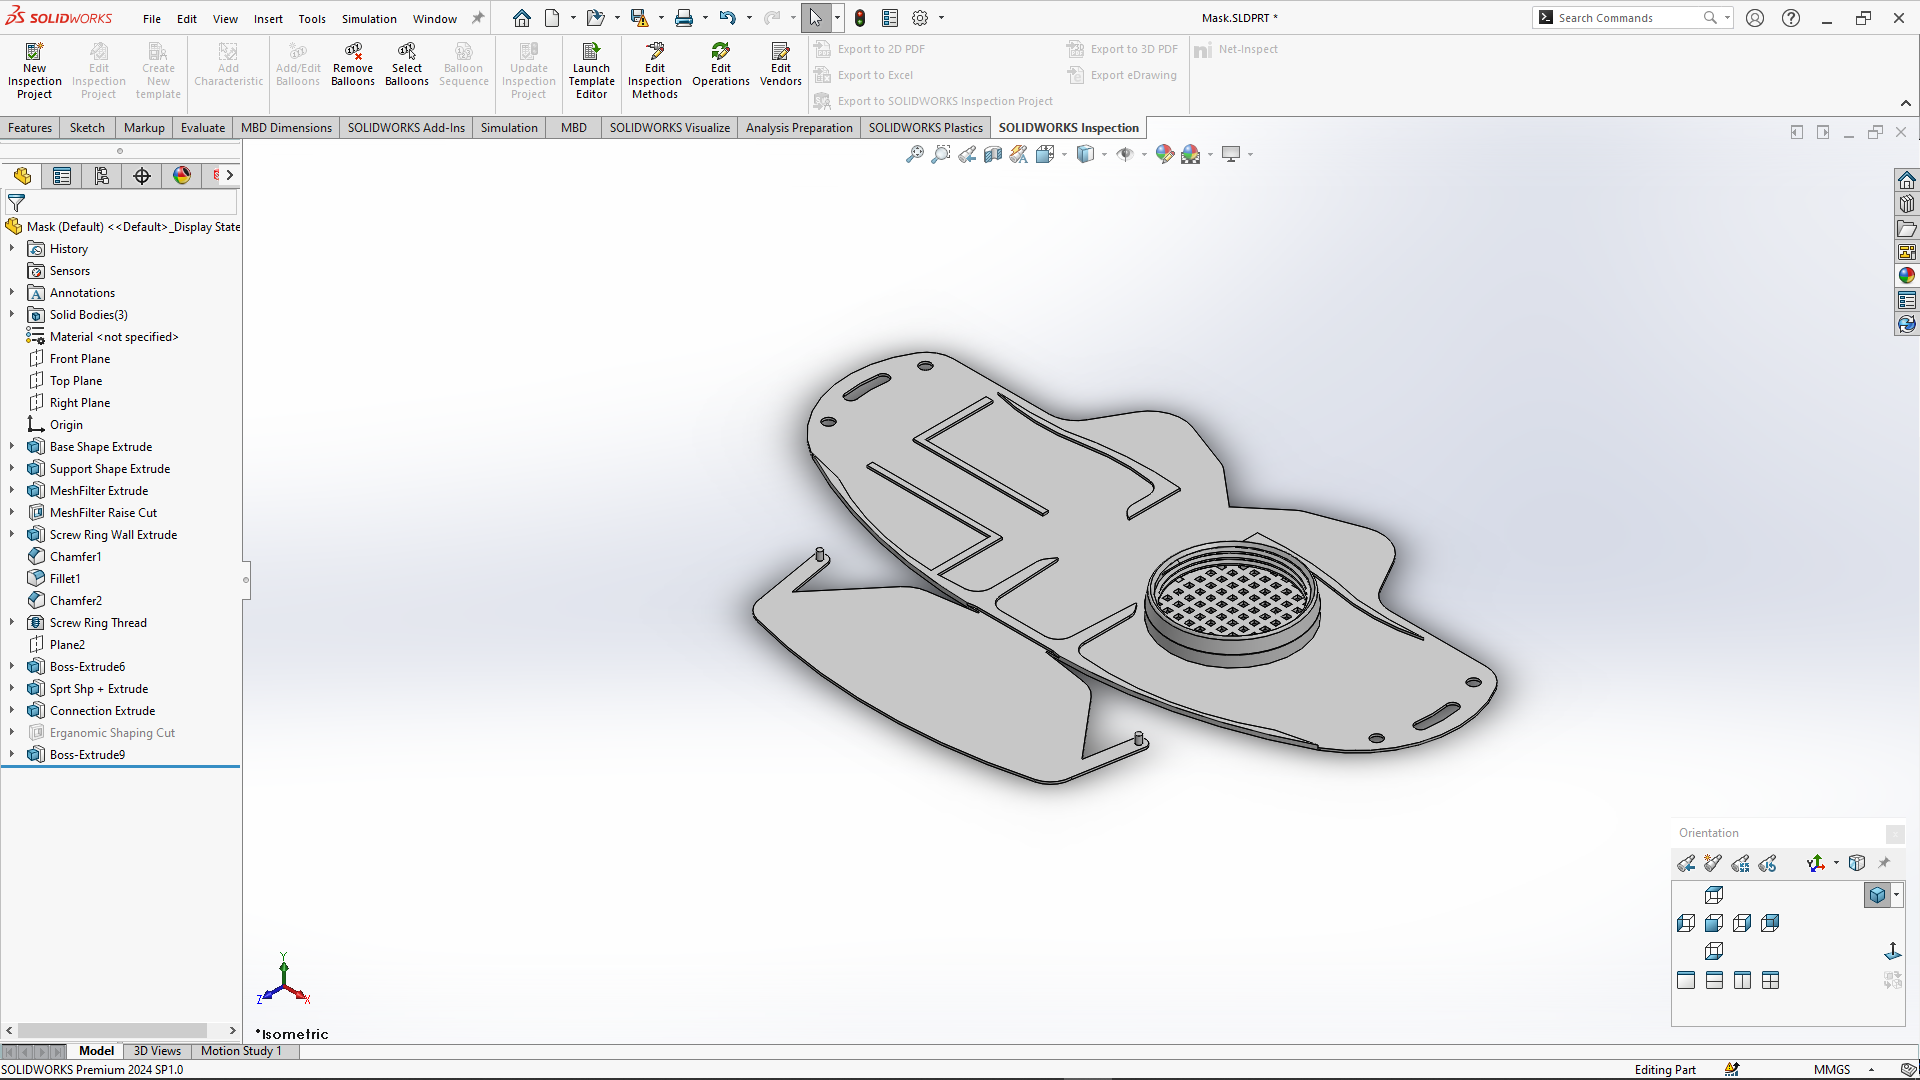 SOLIDWORKS
File Edit View Insert Tools Simulation Window
Mask.SLDPRT *
Search Commands
New Inspection Project
Edit Inspection Project
Create New template
Add Characteristic
Add/Edit Balloons
Remove Balloons
Select Balloons
Balloon Sequence
Update Inspection Project
Launch Template Editor
Edit Inspection Methods
Edit Operations
Edit Vendors
Export to 2D PDF
Export to Excel
Export to SOLIDWORKS Inspection Project
Export to 3D PDF
Export eDrawing
Net-Inspect
Features Sketch Markup Evaluate MBD Dimensions SOLIDWORKS Add-Ins Simulation MBD SOLIDWORKS Visualize Analysis Preparation SOLIDWORKS Plastics SOLIDWORKS Inspection
Mask (Default) <<Default>_Display State
History
Sensors
Annotations
Solid Bodies(3)
Material <not specified>
Front Plane
Top Plane
Right Plane
Origin
Base Shape Extrude
Support Shape Extrude
MeshFilter Extrude
MeshFilter Raise Cut
Screw Ring Wall Extrude
Chamfer1
Fillet1
Chamfer2
Screw Ring Thread
Plane2
Boss-Extrude6
Sprt Shp + Extrude
Connection Extrude
Erganomic Shaping Cut
Boss-Extrude9
Orientation
Y
Z
X
*Isometric
Model 3D Views Motion Study 1
SOLIDWORKS Premium 2024 SP1.0
Editing Part
MMGS